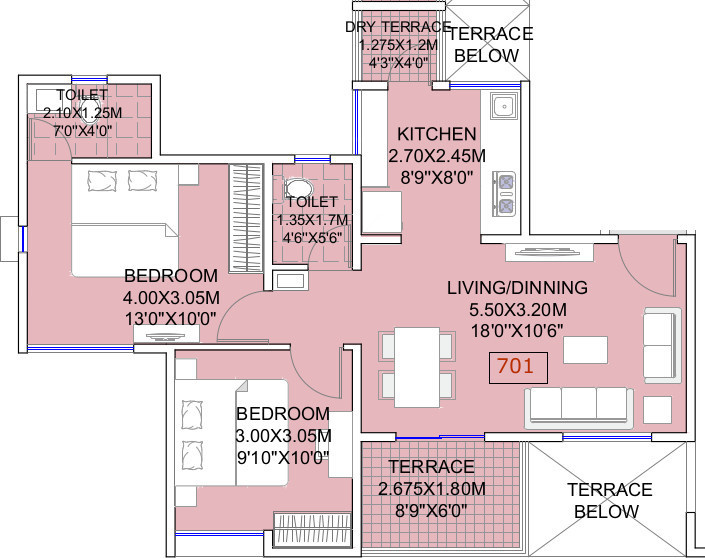 DRY TERRACE
1.275X1.2M
4'3"X4'0"
TERRACE
BELOW
TOILET
2.10X1.25M
7'0"X4'0"
KITCHEN
2.70X2.45M
8'9"X8'0"
TOILET
1.35X1.7M
4'6"X5'6"
BEDROOM
4.00X3.05M
13'0"X10'0"
LIVING/DINNING
5.50X3.20M
18'0"X10'6"
701
BEDROOM
3.00X3.05M
9'10"X10'0"
TERRACE
2.675X1.80M
8'9"X6'0"
TERRACE
BELOW